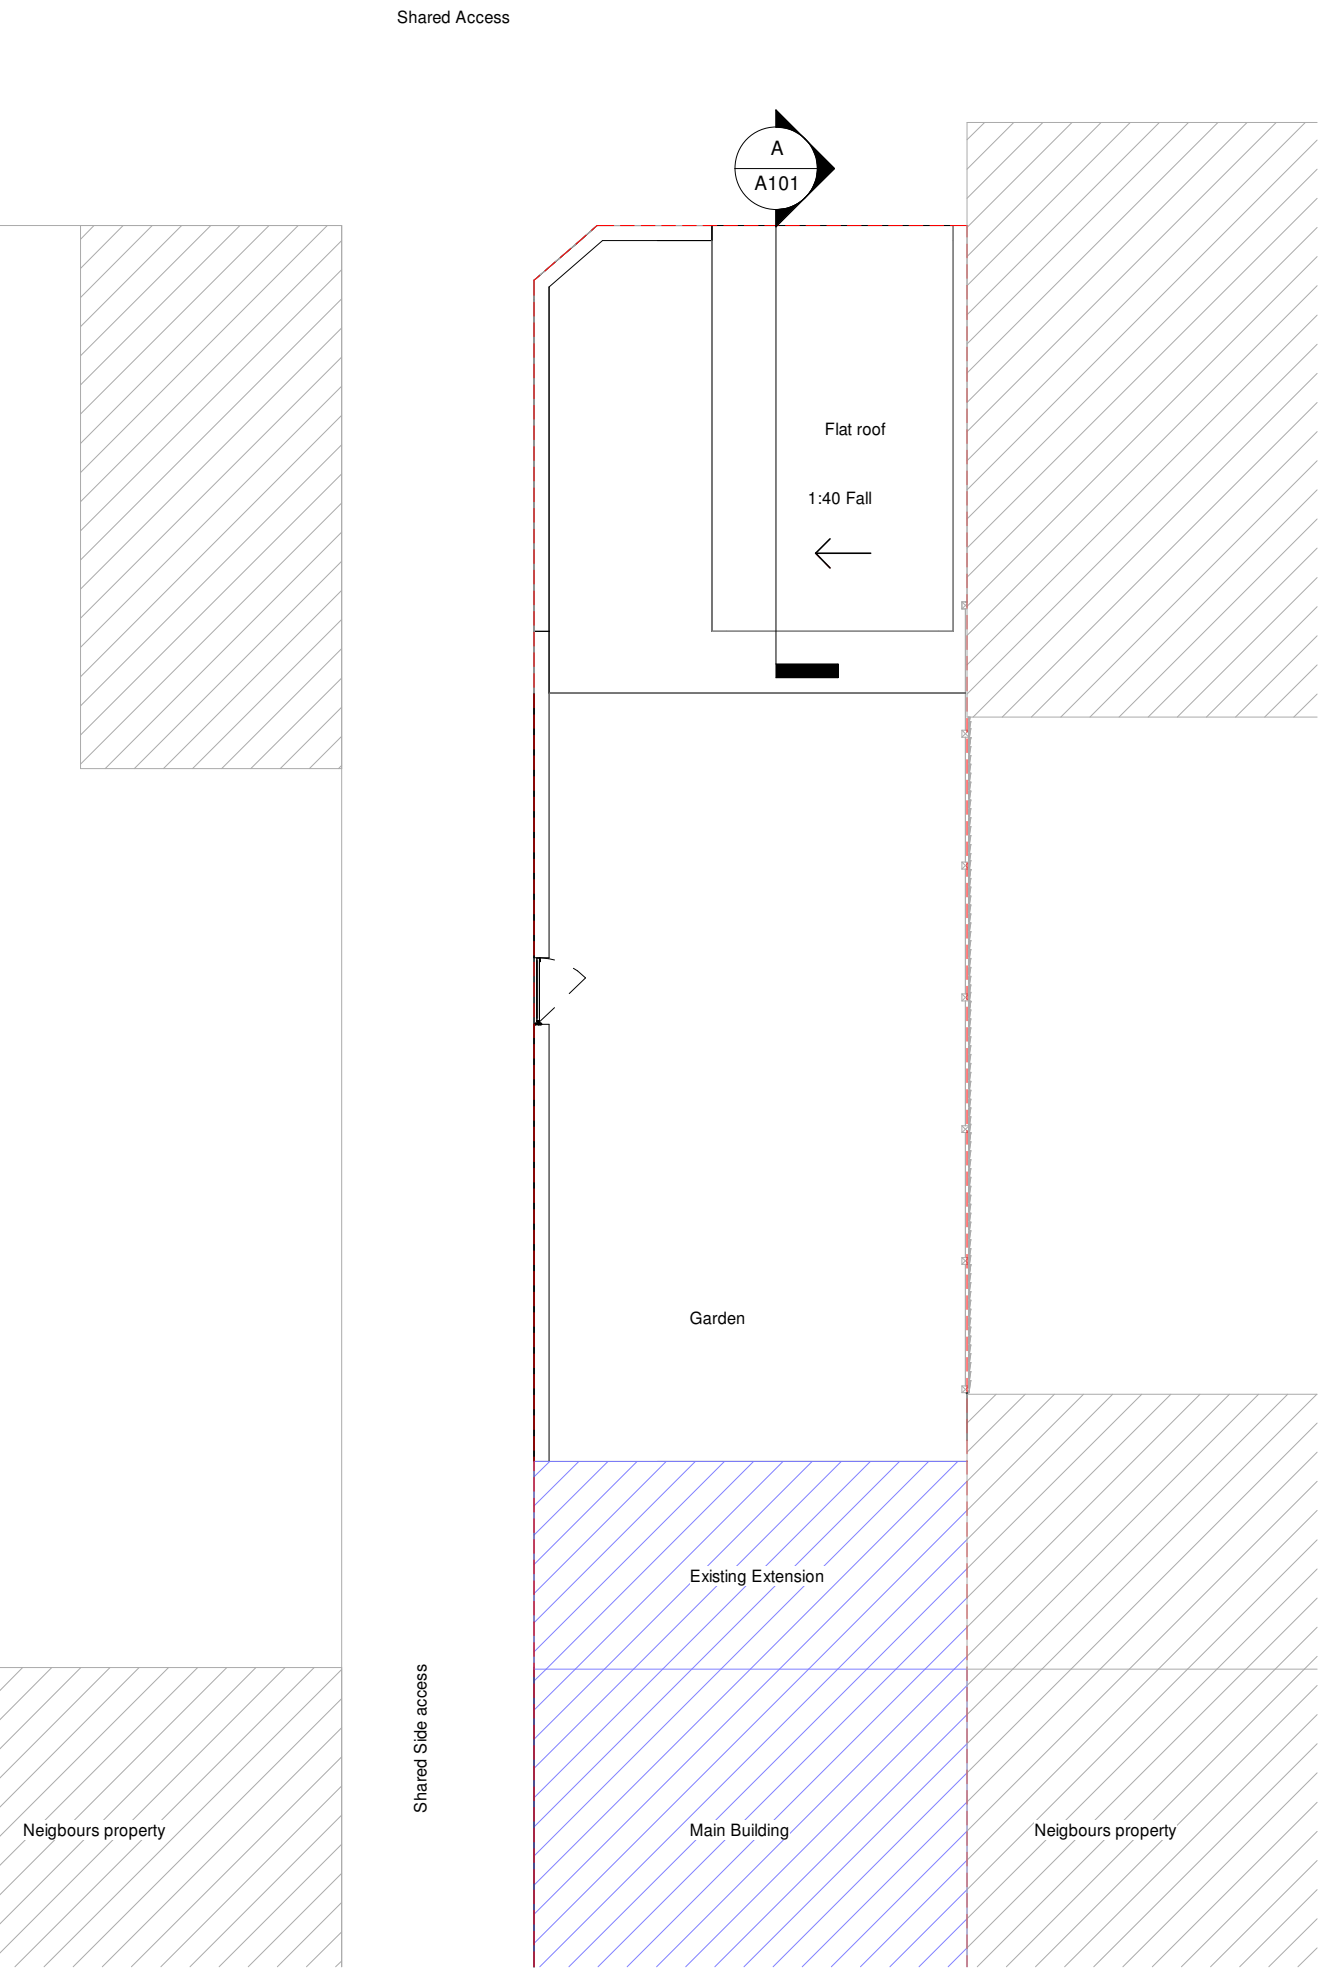 Shared Access
A
A101
Flat roof
1:40 Fall
Garden
Existing Extension
Shared Side access
Neigbours property
Main Building
Neigbours property